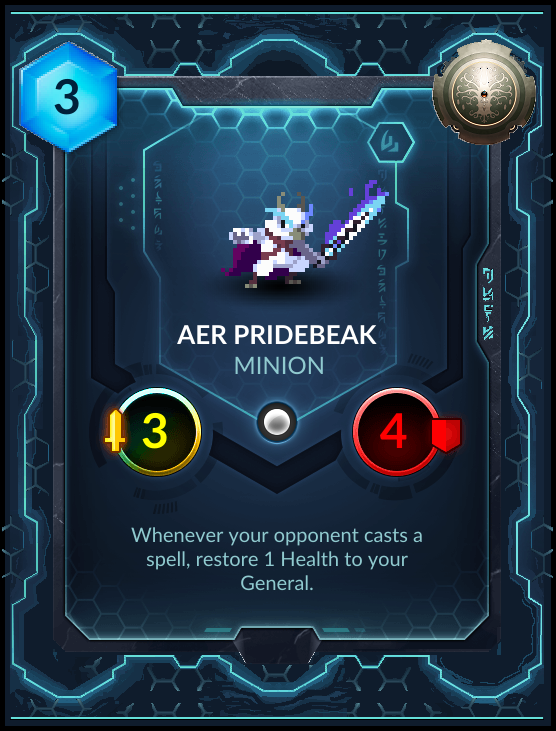 3
AER PRIDEBEAK
MINION
3
4
Whenever your opponent casts a
spell, restore 1 Health to your
General.